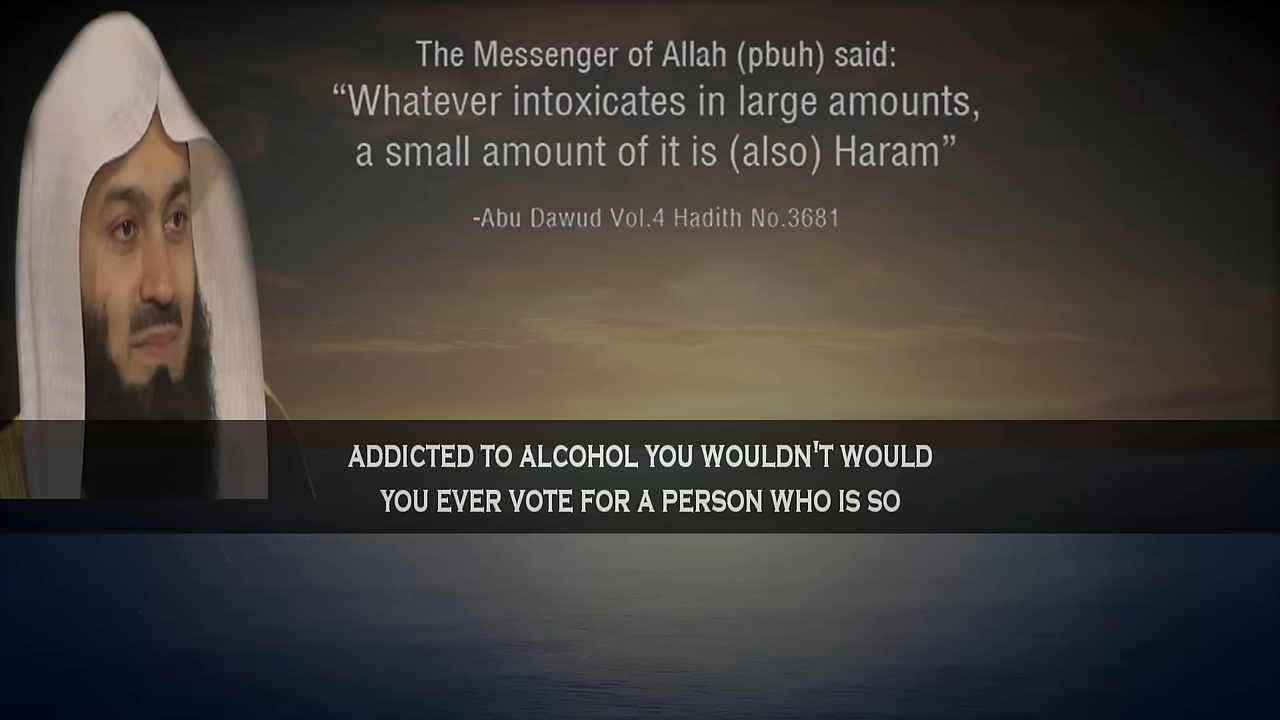 The Messenger of Allah (pbuh) said:
“Whatever intoxicates in large amounts,
a small amount of it is (also) Haram”
-Abu Dawud Vol.4 Hadith No.3681
ADDICTED TO ALCOHOL YOU WOULDN'T WOULD
YOU EVER VOTE FOR A PERSON WHO IS SO